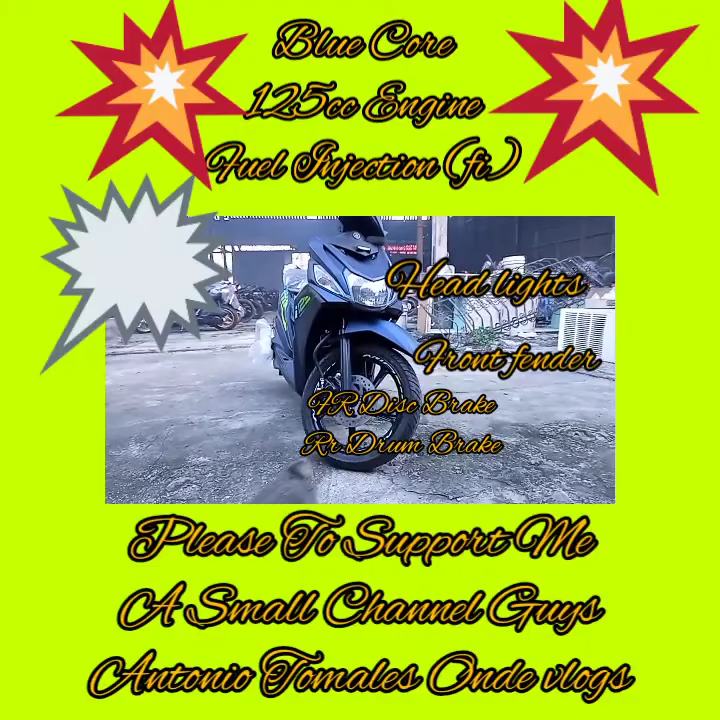 Blue Core
125cc Engine
Fuel Injection (fi)
Head lights
Front fender
FR Disc Brake
Rr Drum Brake
Please To Support Me
A Small Channel Guys
Antonio Tomales Onde vlogs